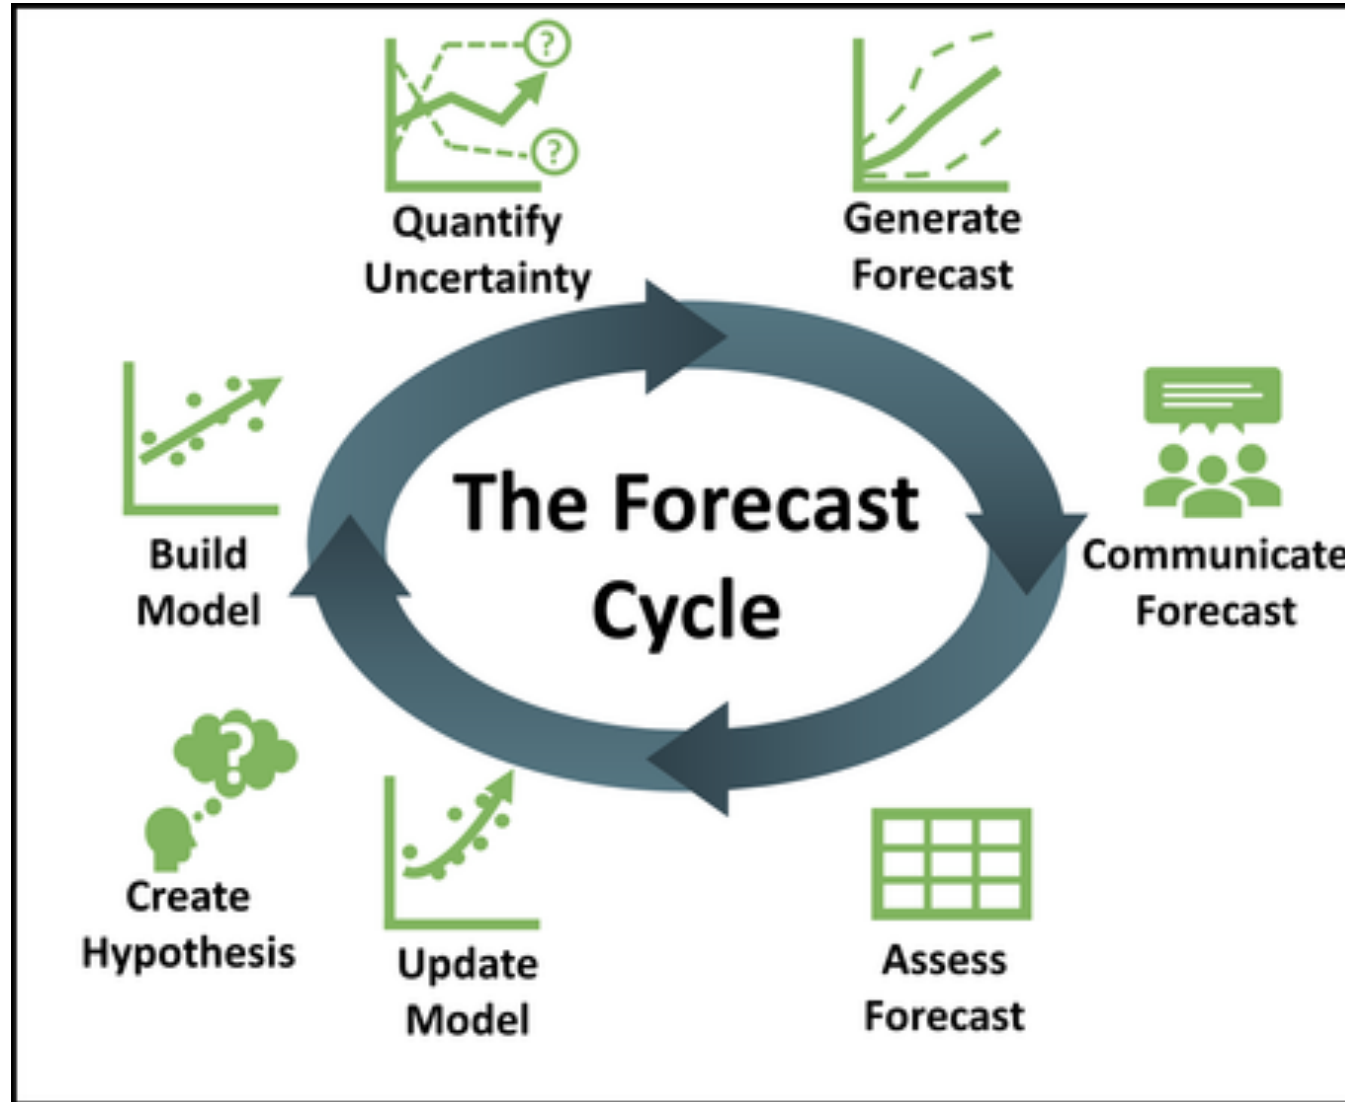 ?
?
Quantify
Uncertainty
Generate
Forecast
Build
Model
The Forecast
Cycle
Communicate
Forecast
?
Create
Hypothesis
Update
Model
Assess
Forecast